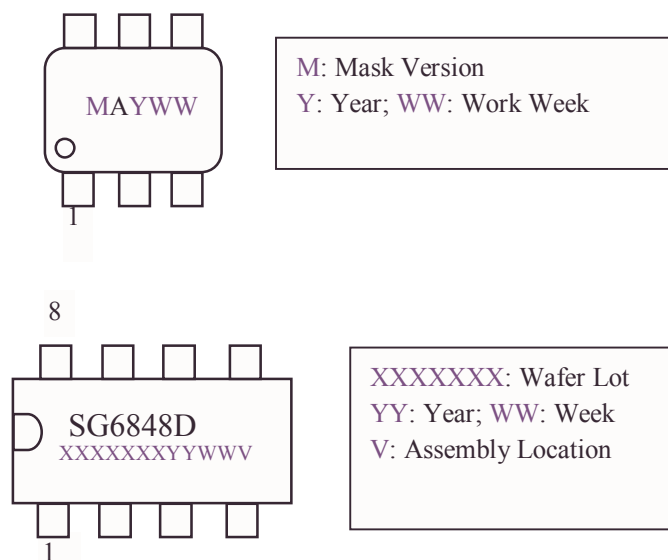 MAYWW
1
M: Mask Version
Y: Year; WW: Work Week
8
SG6848D
XXXXXXXYYWWV
1
XXXXXXX: Wafer Lot
YY: Year; WW: Week
V: Assembly Location